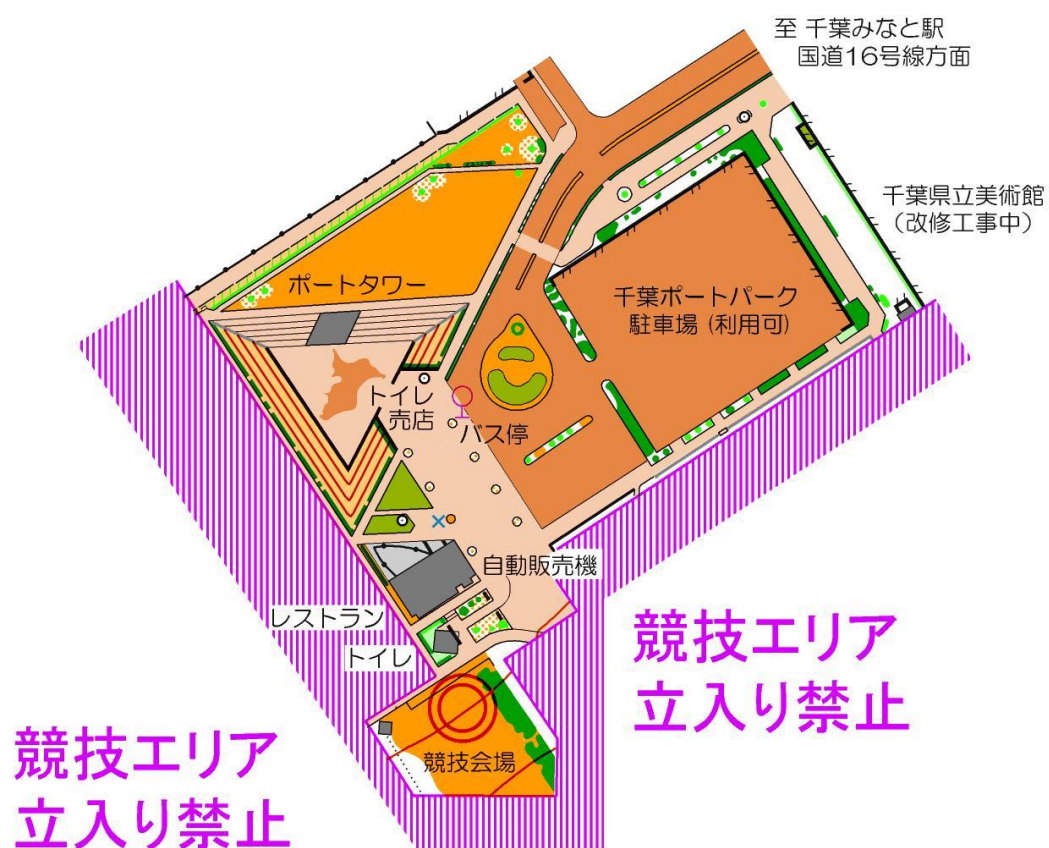 至 千葉みなと駅
国道16号線方面
千葉県立美術館
(改修工事中)
ポートタワー
千葉ポートパーク
駐車場 (利用可)
トイレ
売店
バス停
自動販売機
レストラン
トイレ
競技エリア
立入り禁止
競技会場
競技エリア
立入り禁止